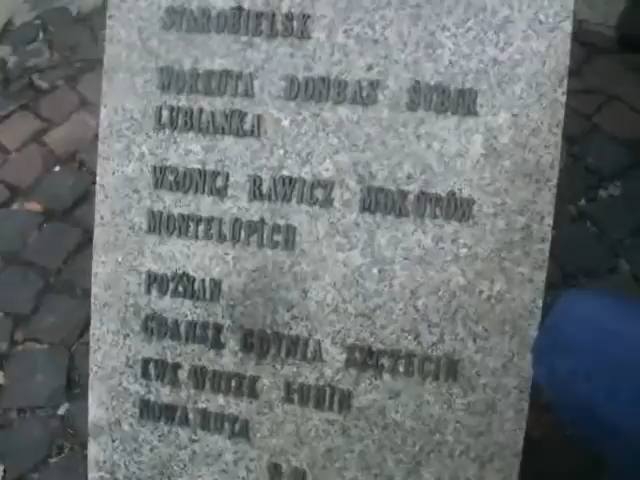 STAROBIELSK
WORKUTA DONBAS SYBIR
ŁUBIANKA
WRONKI RAWICZ MOKOTÓW
MONTELUPICH
POZNAŃ
GDAŃSK GDYNIA SZCZECIN
KWK WUJEK LUBIN
NOWA HUTA